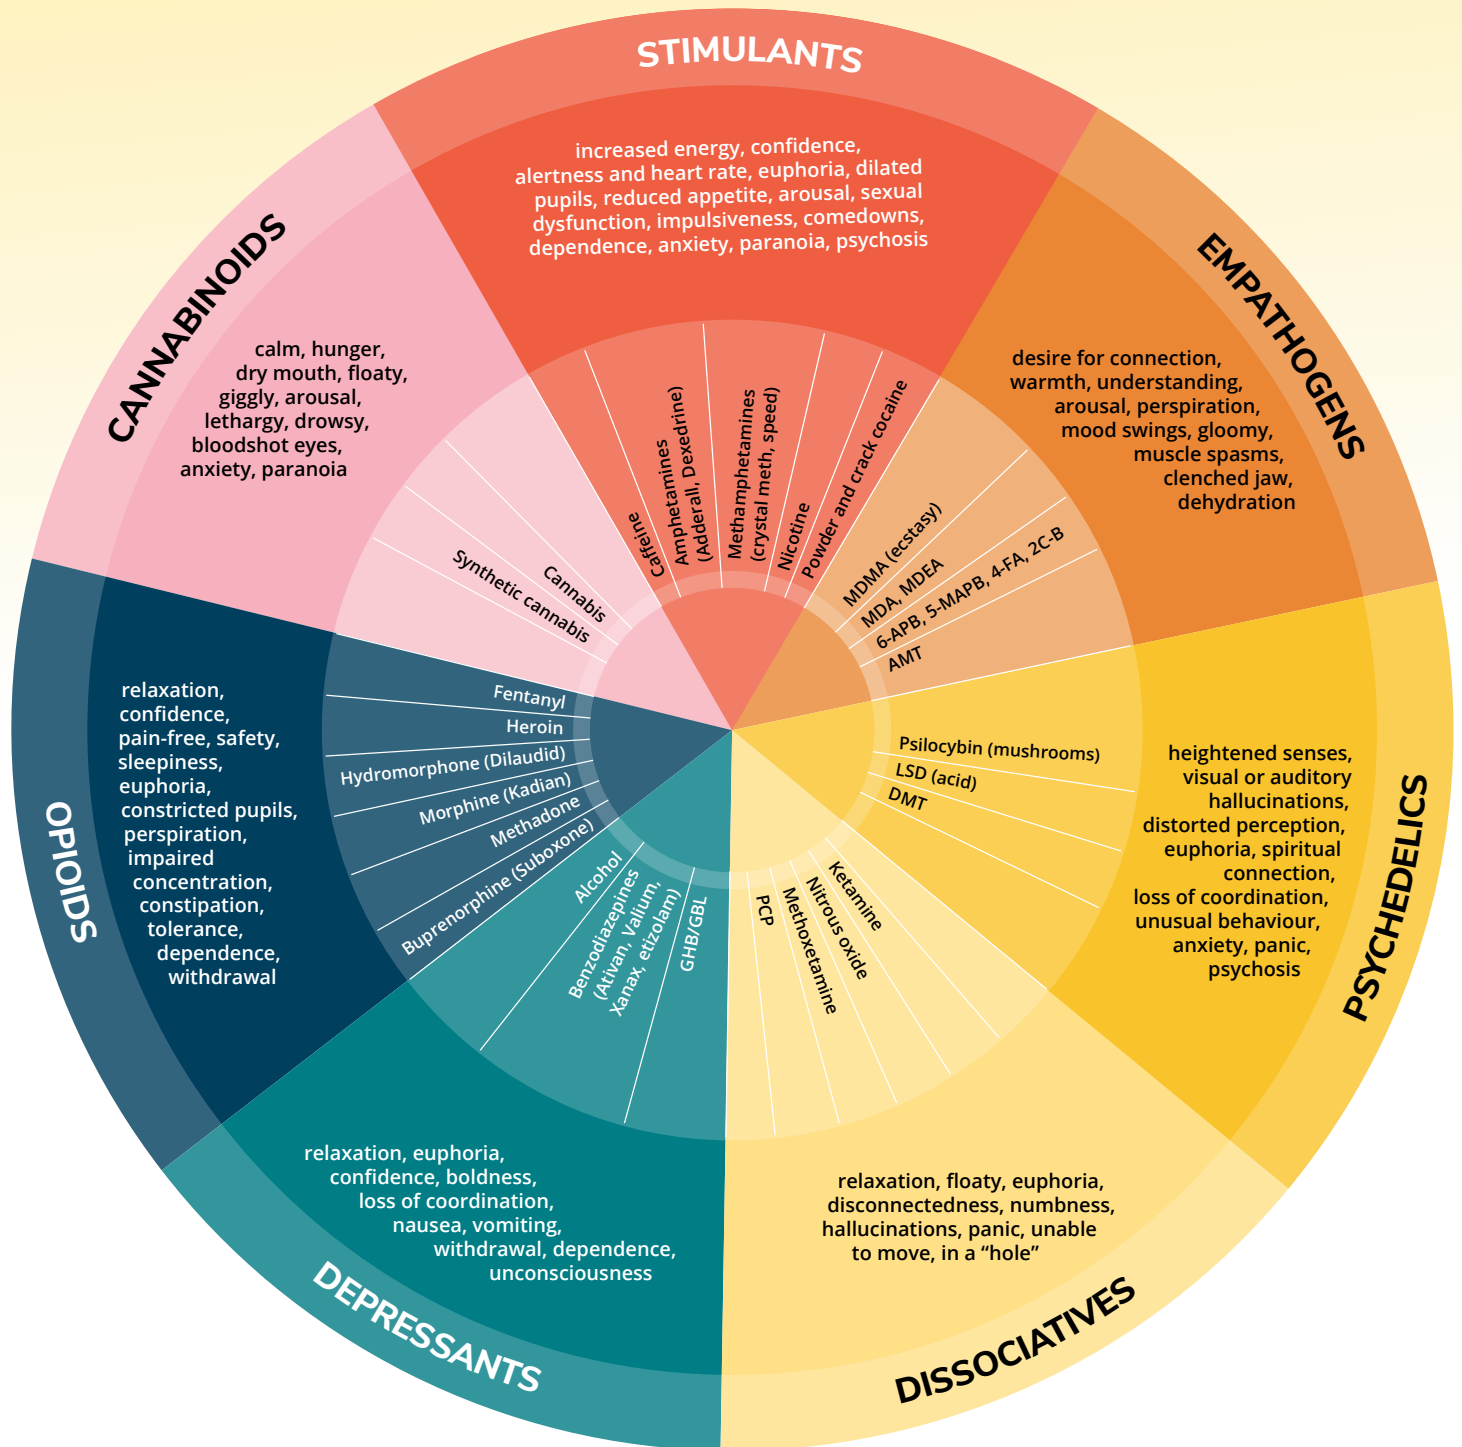 STIMULANTS
increased energy, confidence,
alertness and heart rate, euphoria, dilated
pupils, reduced appetite, arousal, sexual
dysfunction, impulsiveness, comedowns,
dependence, anxiety, paranoia, psychosis
Caffeine
Amphetamines
(Adderall, Dexedrine)
Methamphetamines
(crystal meth, speed)
Nicotine
Powder and crack cocaine
EMPATHOGENS
desire for connection,
warmth, understanding,
arousal, perspiration,
mood swings, gloomy,
muscle spasms,
clenched jaw,
dehydration
MDMA (ecstasy)
MDA, MDEA
6-APB, 5-MAPB, 4-FA, 2C-B
AMT
PSYCHEDELICS
heightened senses,
visual or auditory
hallucinations,
distorted perception,
euphoria, spiritual
connection,
loss of coordination,
unusual behaviour,
anxiety, panic,
psychosis
Psilocybin (mushrooms)
LSD (acid)
DMT
DISSOCIATIVES
relaxation, floaty, euphoria,
disconnectedness, numbness,
hallucinations, panic, unable
to move, in a “hole”
Ketamine
Nitrous oxide
Methoxetamine
PCP
DEPRESSANTS
relaxation, euphoria,
confidence, boldness,
loss of coordination,
nausea, vomiting,
withdrawal, dependence,
unconsciousness
Alcohol
Benzodiazepines
(Ativan, Valium,
Xanax, etizolam)
GHB/GBL
OPIOIDS
relaxation,
confidence,
pain-free, safety,
sleepiness,
euphoria,
constricted pupils,
perspiration,
impaired
concentration,
constipation,
tolerance,
dependence,
withdrawal
Fentanyl
Heroin
Hydromorphone (Dilaudid)
Morphine (Kadian)
Methadone
Buprenorphine (Suboxone)
CANNABINOIDS
calm, hunger,
dry mouth, floaty,
giggly, arousal,
lethargy, drowsy,
bloodshot eyes,
anxiety, paranoia
Cannabis
Synthetic cannabis